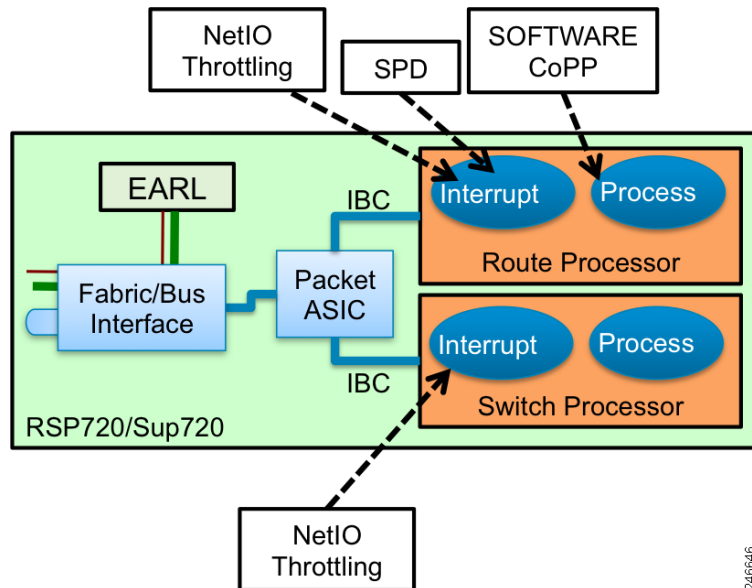 NetIO
Throttling
SPD
SOFTWARE
CoPP
EARL
IBC
Interrupt
Process
Route Processor
Fabric/Bus
Interface
Packet
ASIC
Interrupt
Process
IBC
Switch Processor
RSP720/Sup720
NetIO
Throttling
246646